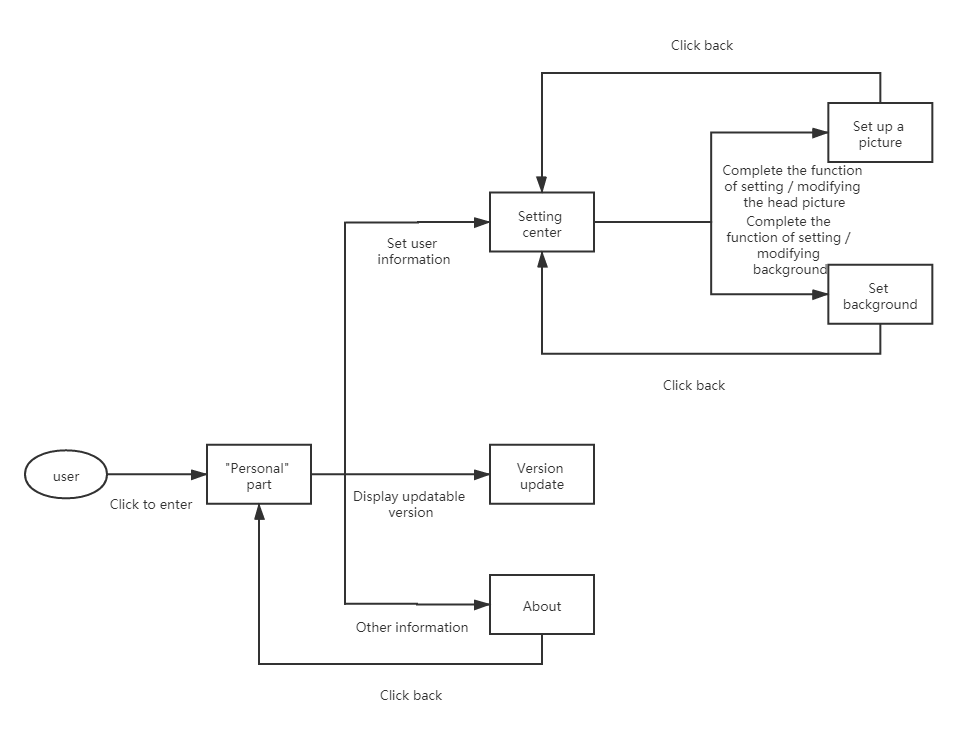 Click back
Set up a
picture
Complete the function
of setting / modifying
the head picture
Setting
center
Complete the
function of setting /
modifying
background
Set user
information
Set
background
Click back
user
Click to enter
"Personal"
part
Version
update
Display updatable
version
About
Other information
Click back